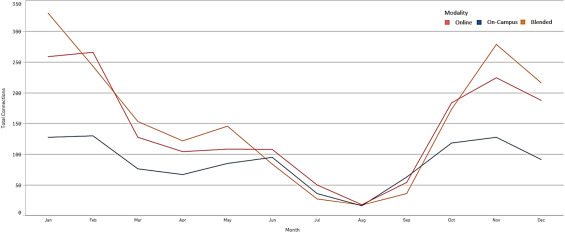 350
Modality
Online On-Campus Blended
300
250
200
150
100
50
0
Total Connections
Jan Feb Mar Apr May Jun Jul Aug Sep Oct Nov Dec
Month